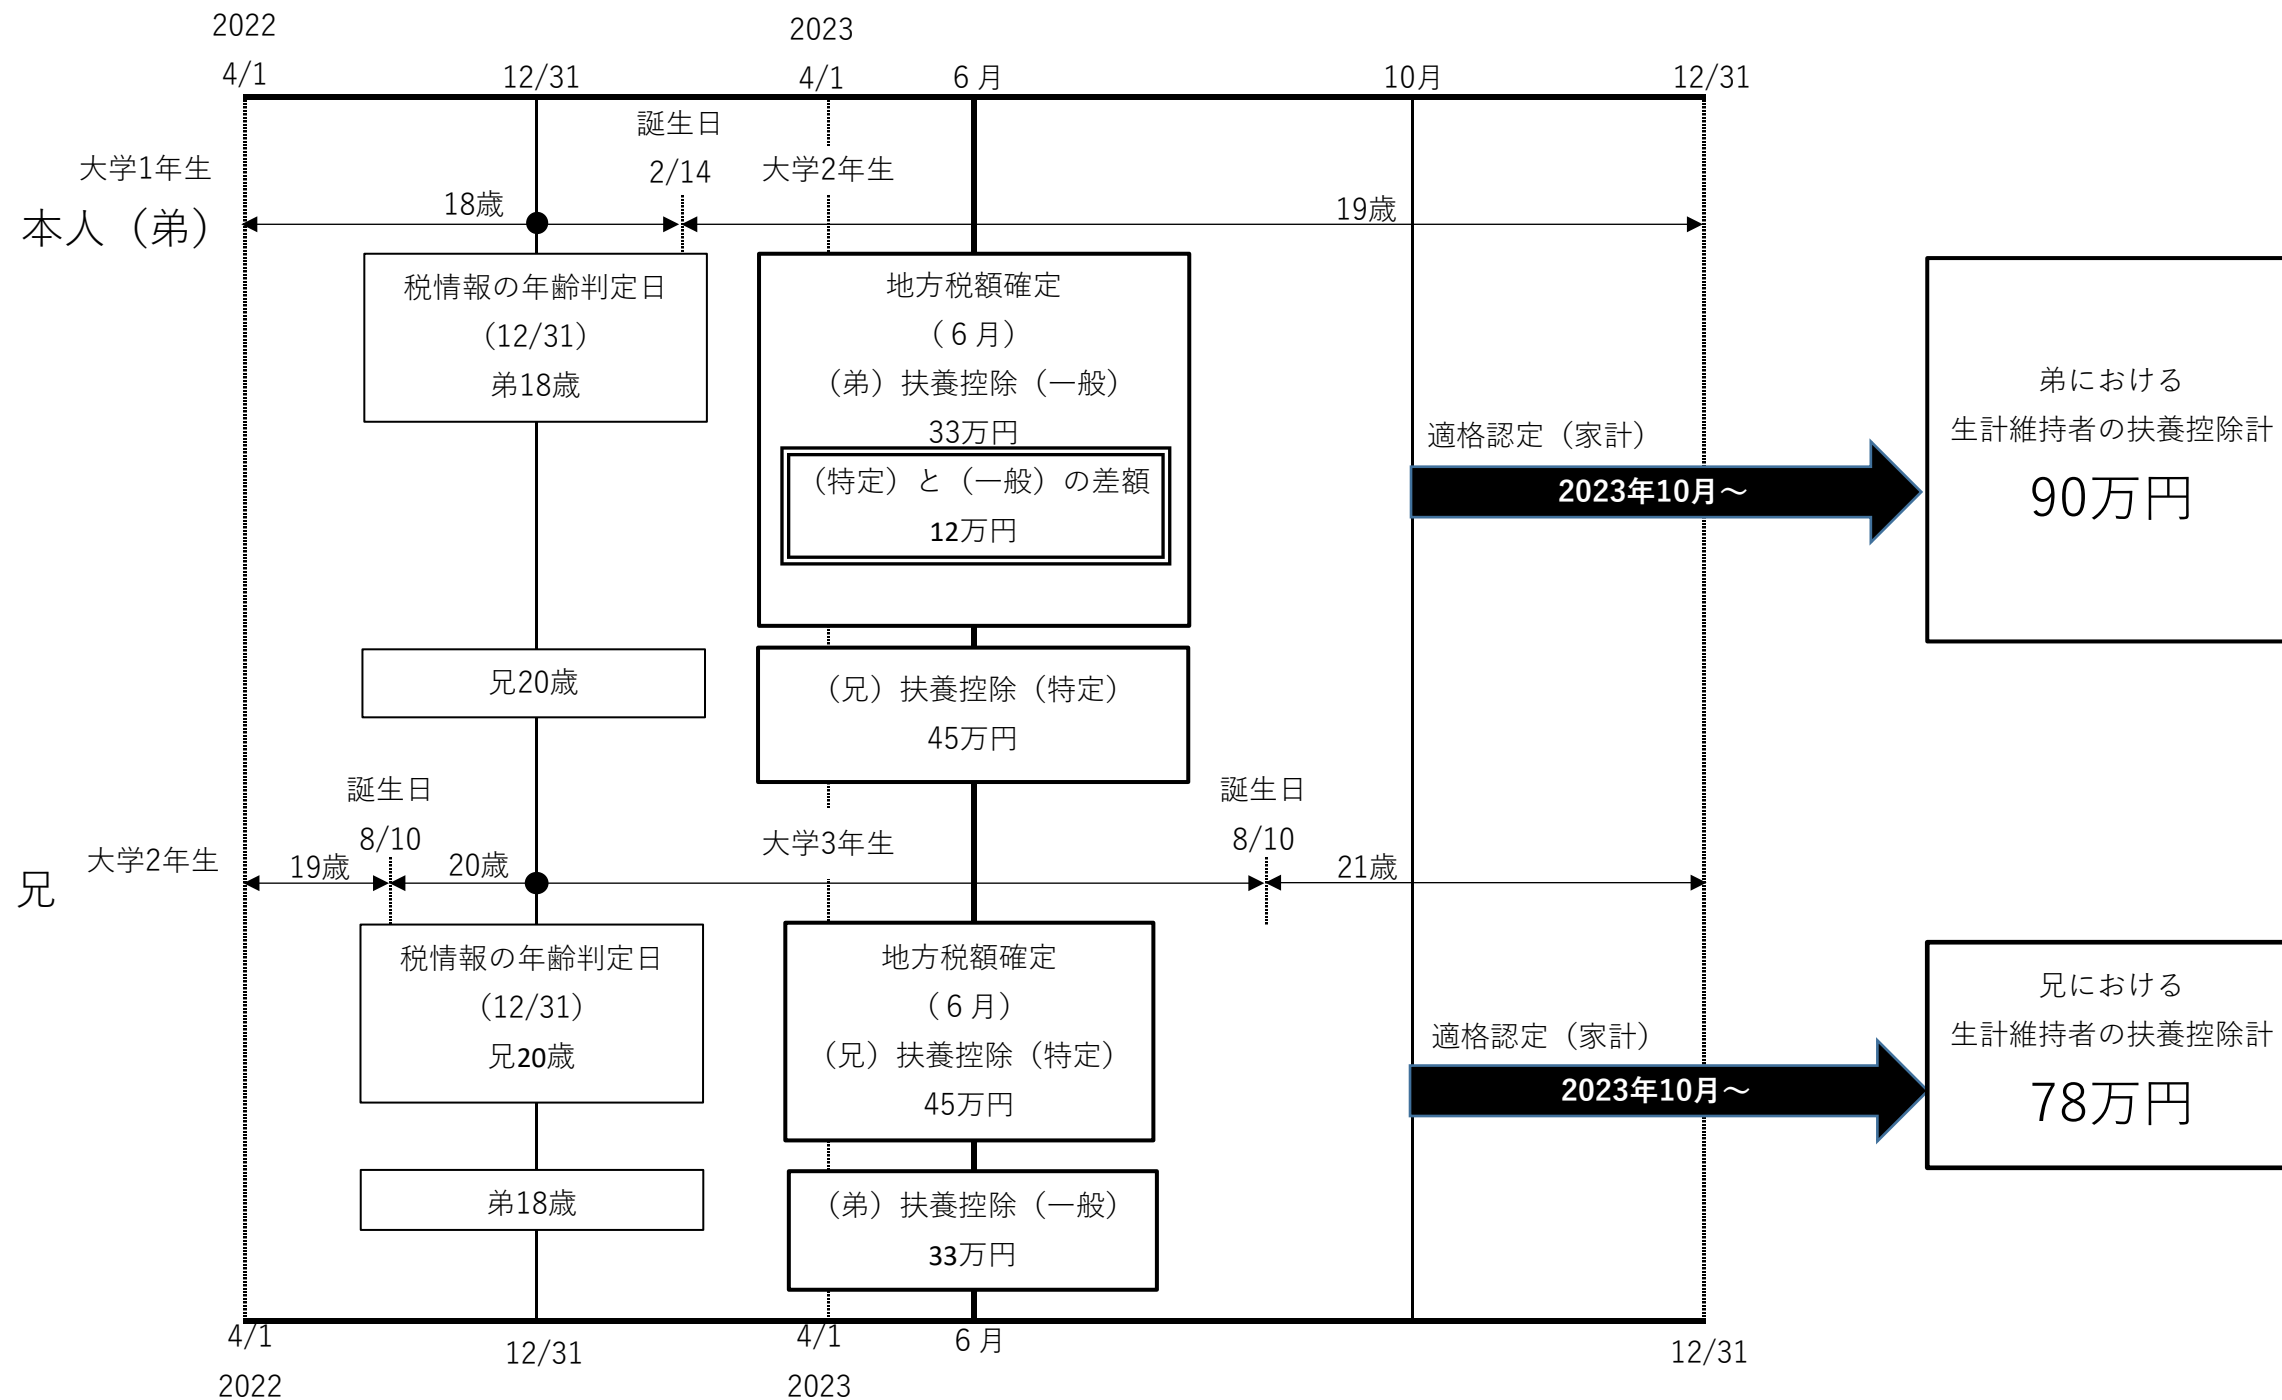 2022
4/1
12/31
2023
4/1
6月
10月
12/31
大学1年生
本人（弟）
18歳
誕生日
2/14
大学2年生
19歳
税情報の年齢判定日
(12/31)
弟18歳
地方税額確定
（６月）
（弟）扶養控除（一般）
33万円
（特定）と（一般）の差額
12万円
適格認定（家計）
2023年10月～
弟における
生計維持者の扶養控除計
90万円
兄20歳
（兄）扶養控除（特定）
45万円
兄
大学2年生
19歳
誕生日
8/10
20歳
大学3年生
誕生日
8/10
21歳
税情報の年齢判定日
(12/31)
兄20歳
地方税額確定
（６月）
（兄）扶養控除（特定）
45万円
適格認定（家計）
2023年10月～
兄における
生計維持者の扶養控除計
78万円
弟18歳
（弟）扶養控除（一般）
33万円
4/1
2022
12/31
4/1
2023
6月
12/31